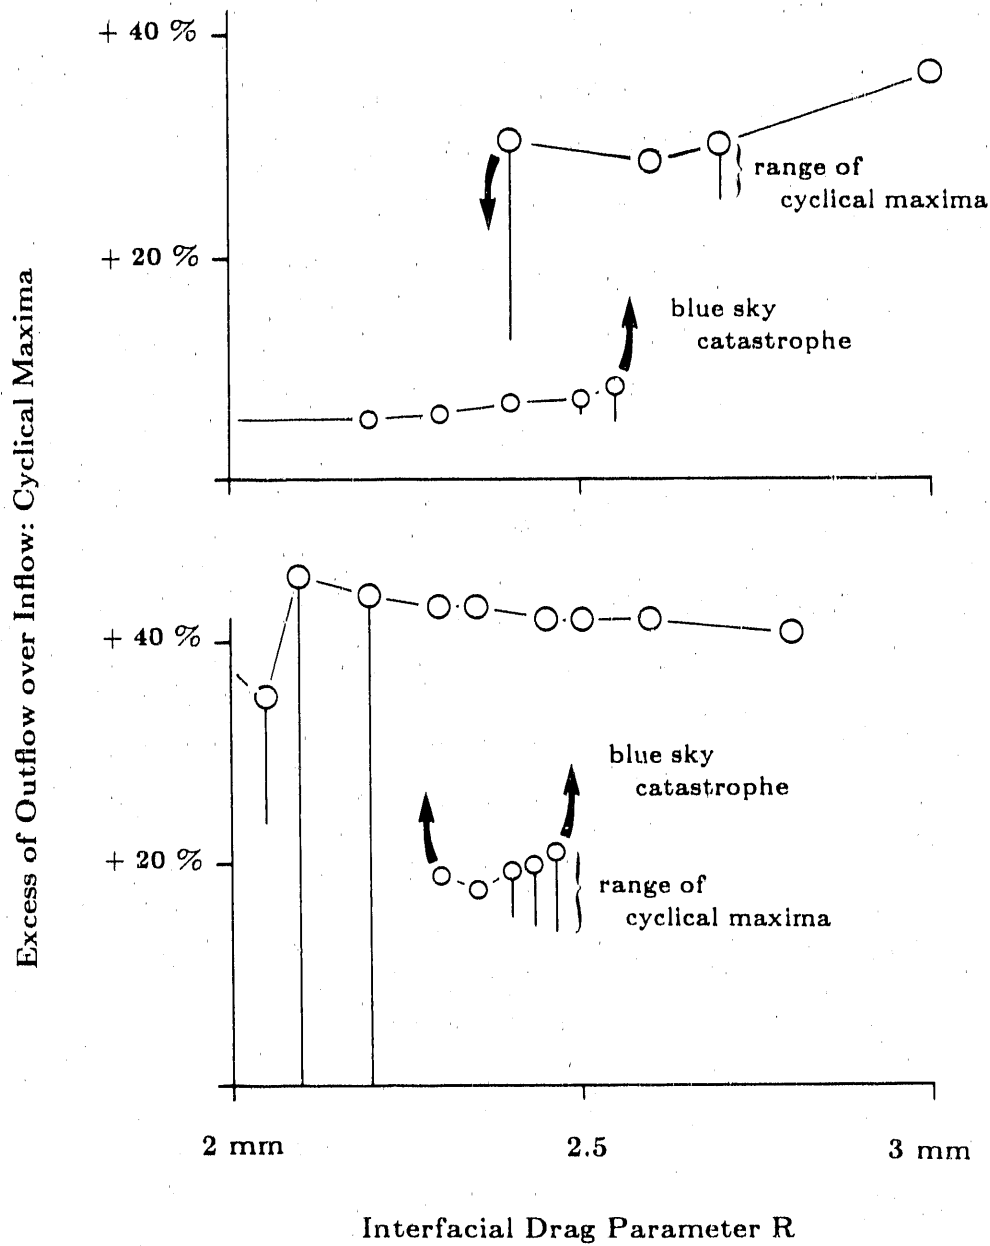 + 40 %
range of
cyclical maxima
+ 20 %
blue sky
catastrophe
Excess of Outflow over Inflow: Cyclical Maxima
+ 40 %
blue sky
catastrophe
+ 20 %
range of
cyclical maxima
2 mm 2.5 3 mm
Interfacial Drag Parameter R